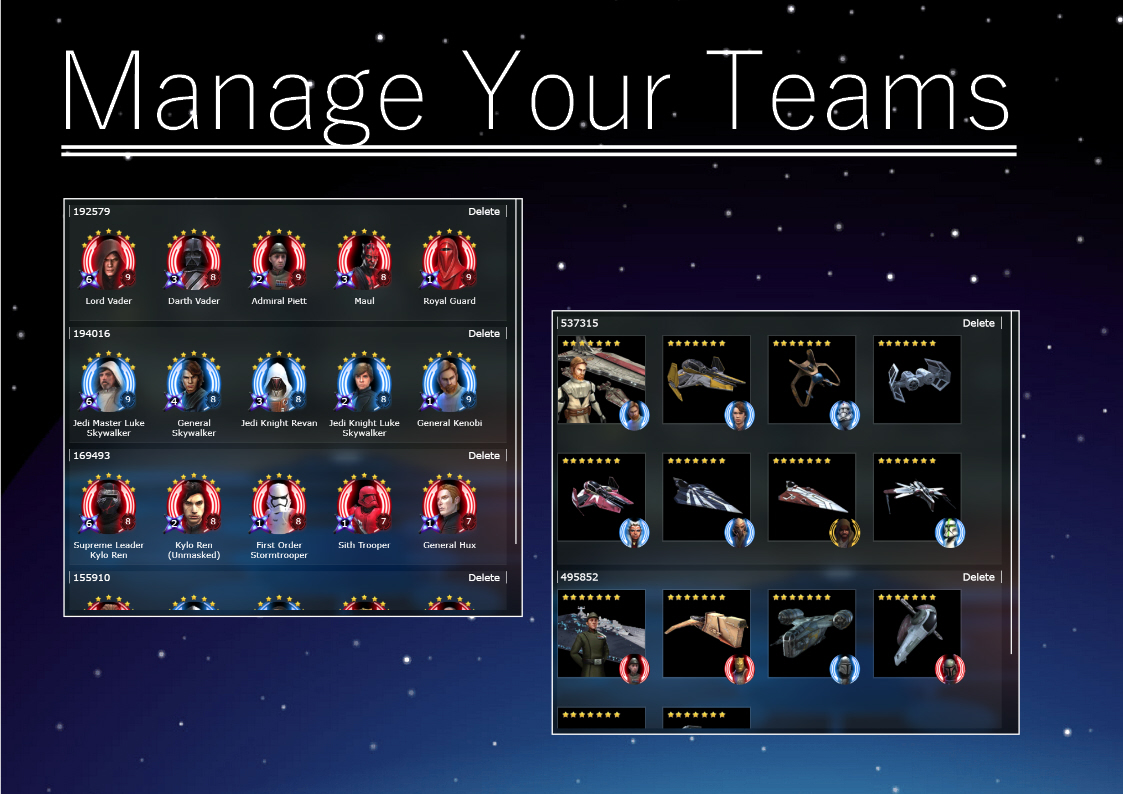 Manage Your Teams
192579 Delete
6 9 3 8 2 9 3 8 1 9
Lord Vader Darth Vader Admiral Piett Maul Royal Guard
194016 Delete
6 9 4 8 3 8 2 8 1 9
Jedi Master Luke General Jedi Knight Revan Jedi Knight Luke General Kenobi
Skywalker Skywalker Skywalker
169493 Delete
6 8 2 8 1 8 1 7 1 7
Supreme Leader Kylo Ren First Order Sith Trooper General Hux
Kylo Ren (Unmasked) Stormtrooper
155910 Delete
537315 Delete
495852 Delete